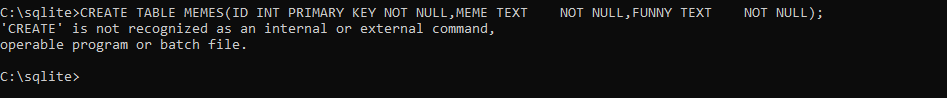 C:\sqlite>CREATE TABLE MEMES(ID INT PRIMARY KEY NOT NULL,MEME TEXT    NOT NULL,FUNNY TEXT    NOT NULL);
'CREATE' is not recognized as an internal or external command,
operable program or batch file.
C:\sqlite>